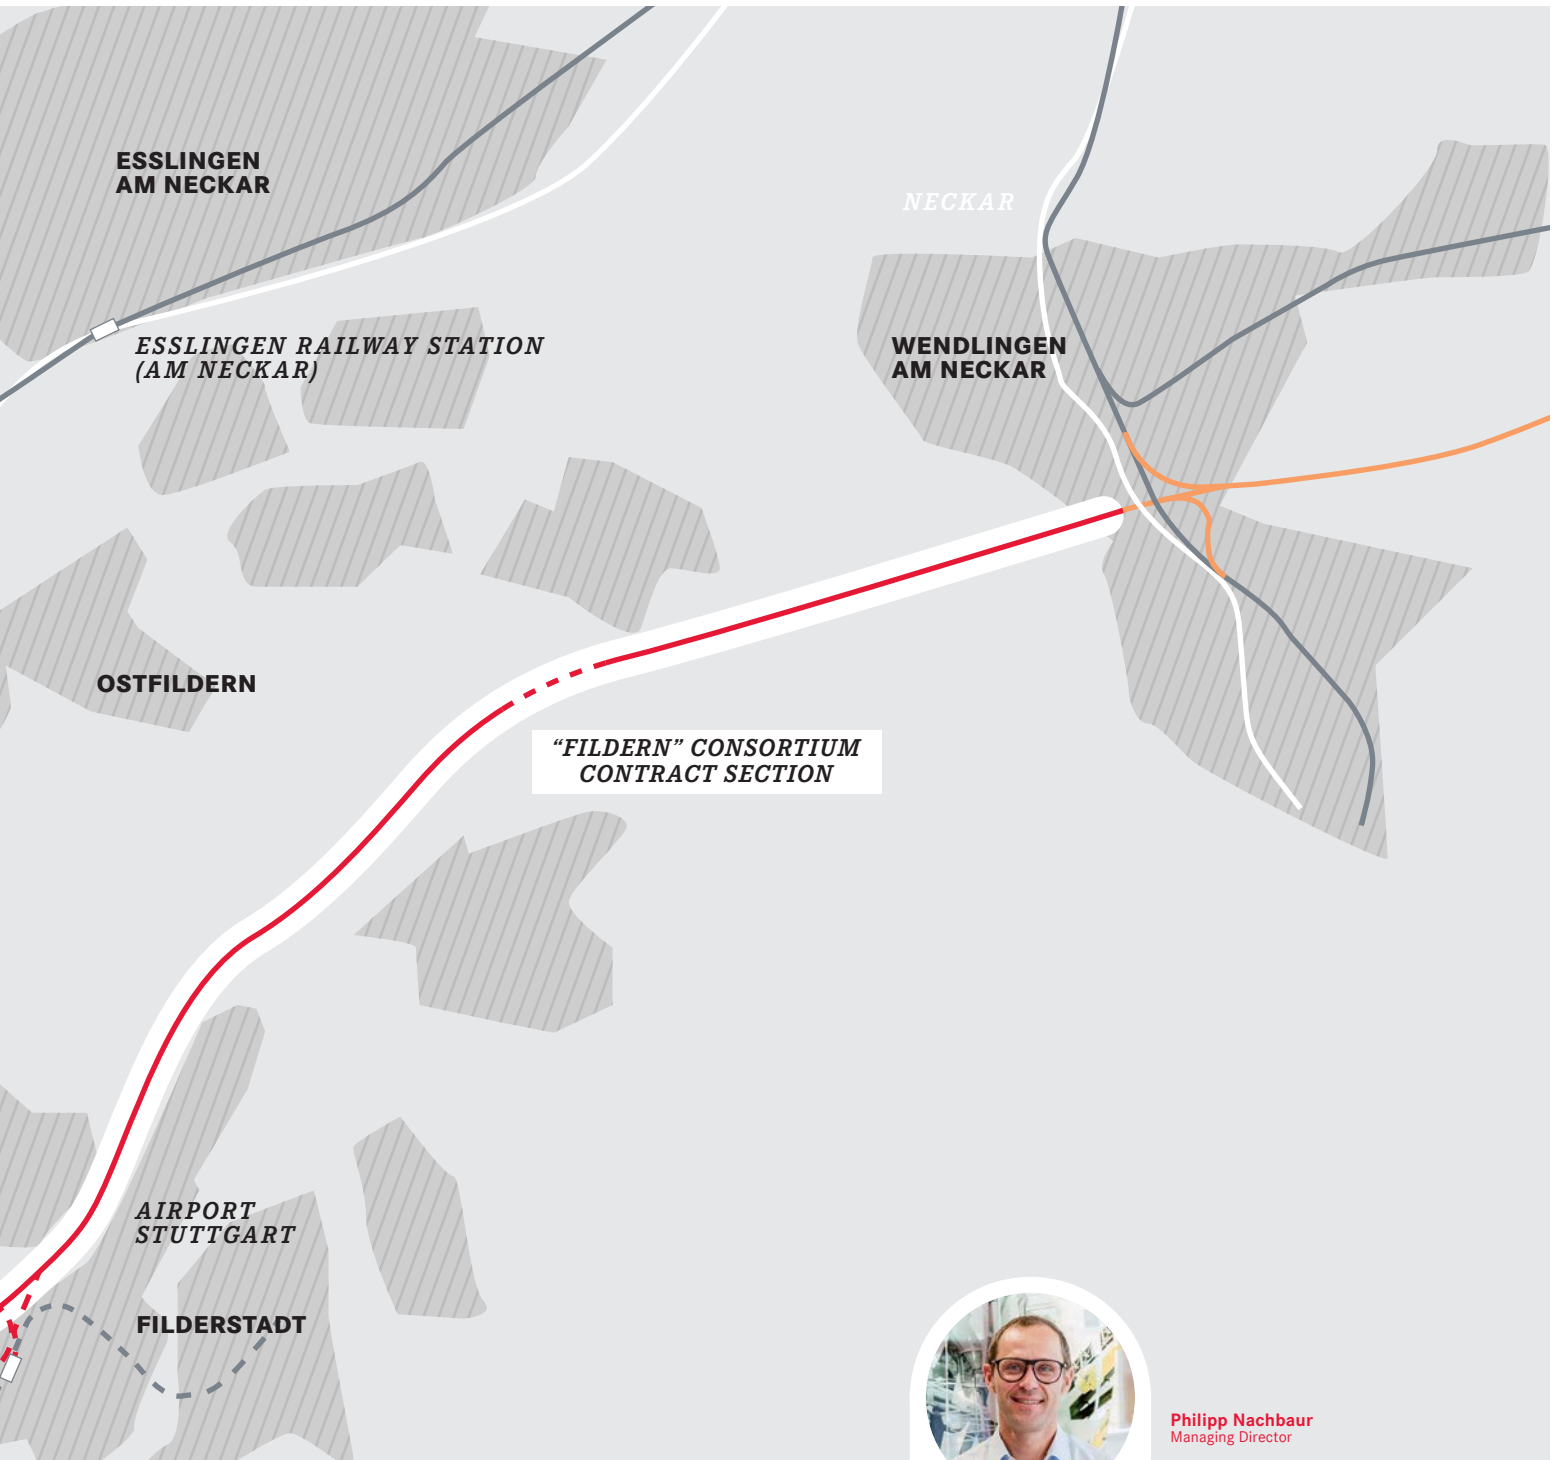 ESSLINGEN
AM NECKAR
NECKAR
ESSLINGEN RAILWAY STATION
(AM NECKAR)
WENDLINGEN
AM NECKAR
OSTFILDERN
“FILDERN” CONSORTIUM
CONTRACT SECTION
AIRPORT
STUTTGART
FILDERSTADT
Philipp Nachbaur
Managing Director